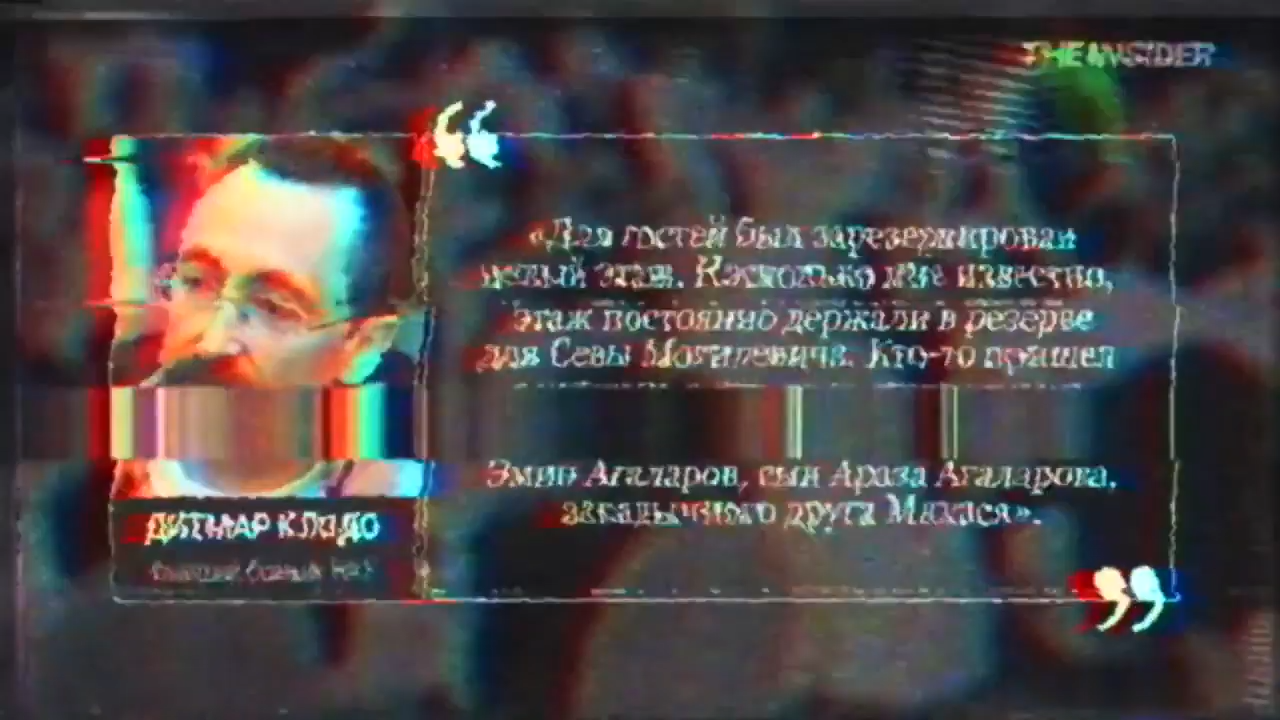 THE INSIDER
«Для гостей был зарезервирован
целый этаж. Насколько мне известно,
этаж постоянно держали в резерве
для Севы Могилевича. Кто-то пришел
Эмин Агаларов, сын Араза Агаларова,
закадычного друга Михася».
ДИТМАР КЛОДО